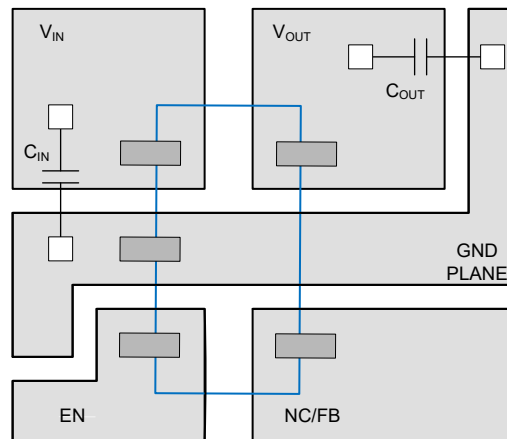 VIN
VOUT
COUT
CIN
GND
PLANE
EN
NC/FB